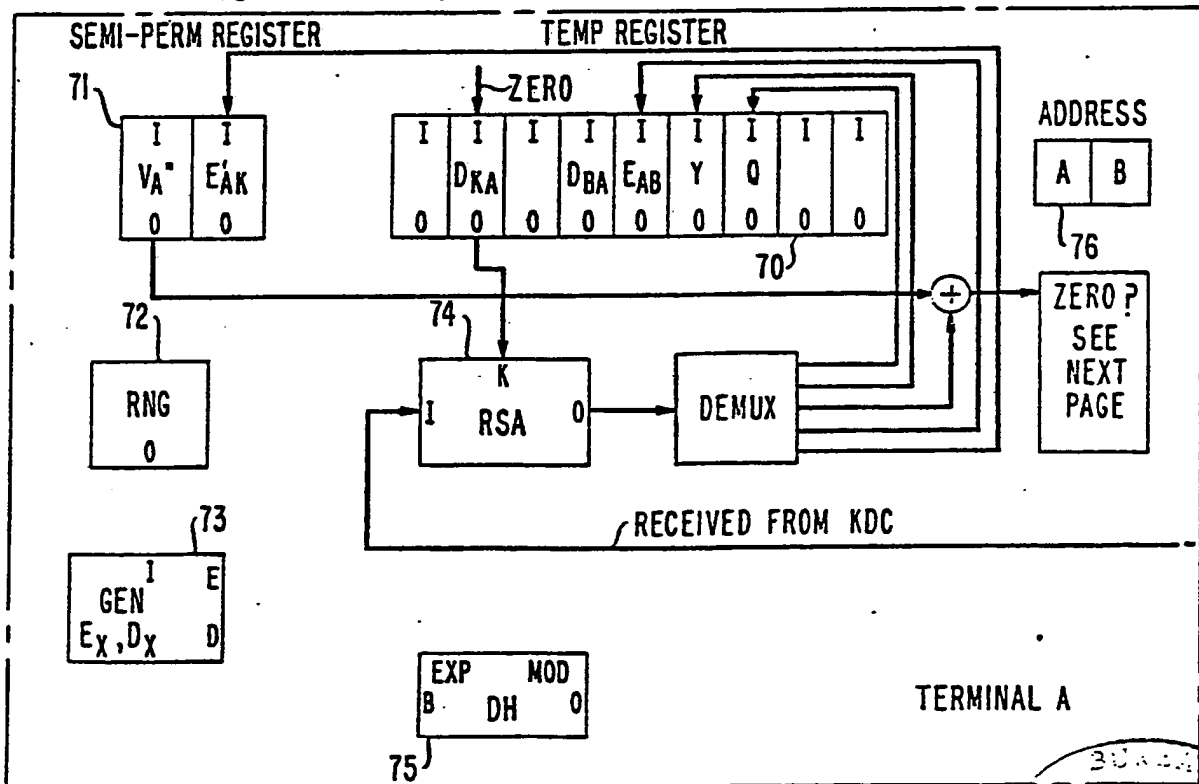 SEMI-PERM REGISTER
TEMP REGISTER
71
ZERO
I I
V_A" E'_AK
0 0
I I I I I I I I I
D_KA D_BA E_AB Y Q
0 0 0 0 0 0 0 0 0
70
ADDRESS
A B
76
72
RNG
0
74
K
I RSA 0
DEMUX
+
ZERO?
SEE
NEXT
PAGE
RECEIVED FROM KDC
73
I E
GEN
E_X, D_X D
EXP MOD
B DH 0
75
TERMINAL A